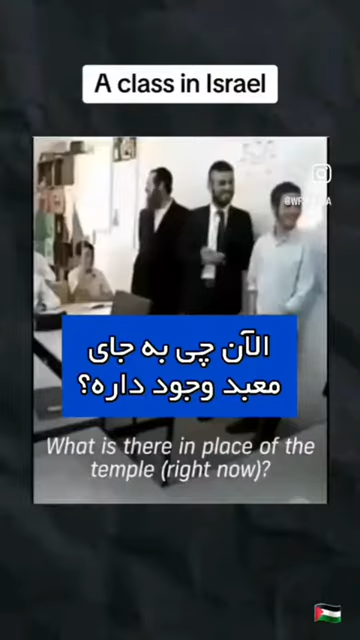 A class in Israel
الآن چی به جای
معبد وجود داره؟
What is there in place of the
temple (right now)?